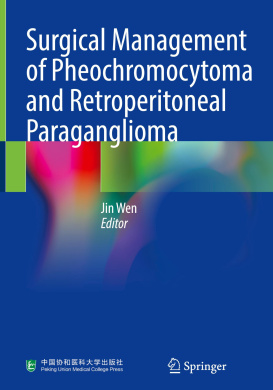 Surgical Management
of Pheochromocytoma
and Retroperitoneal
Paraganglioma
Jin Wen
Editor
中国协和医科大学出版社
Peking Union Medical College Press
Springer